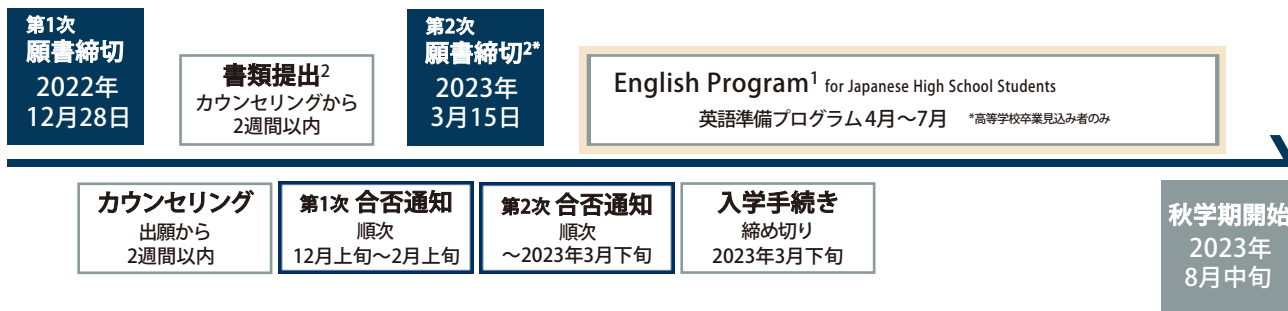 第1次
願書締切
2022年
12月28日
書類提出2
カウンセリングから
2週間以内
第2次
願書締切2*
2023年
3月15日
English Program1 for Japanese High School Students
英語準備プログラム4月〜7月 *高等学校卒業見込み者のみ
カウンセリング
出願から
2週間以内
第1次 合否通知
順次
12月上旬〜2月上旬
第2次 合否通知
順次
〜2023年3月下旬
入学手続き
締め切り
2023年3月下旬
秋学期開始
2023年
8月中旬